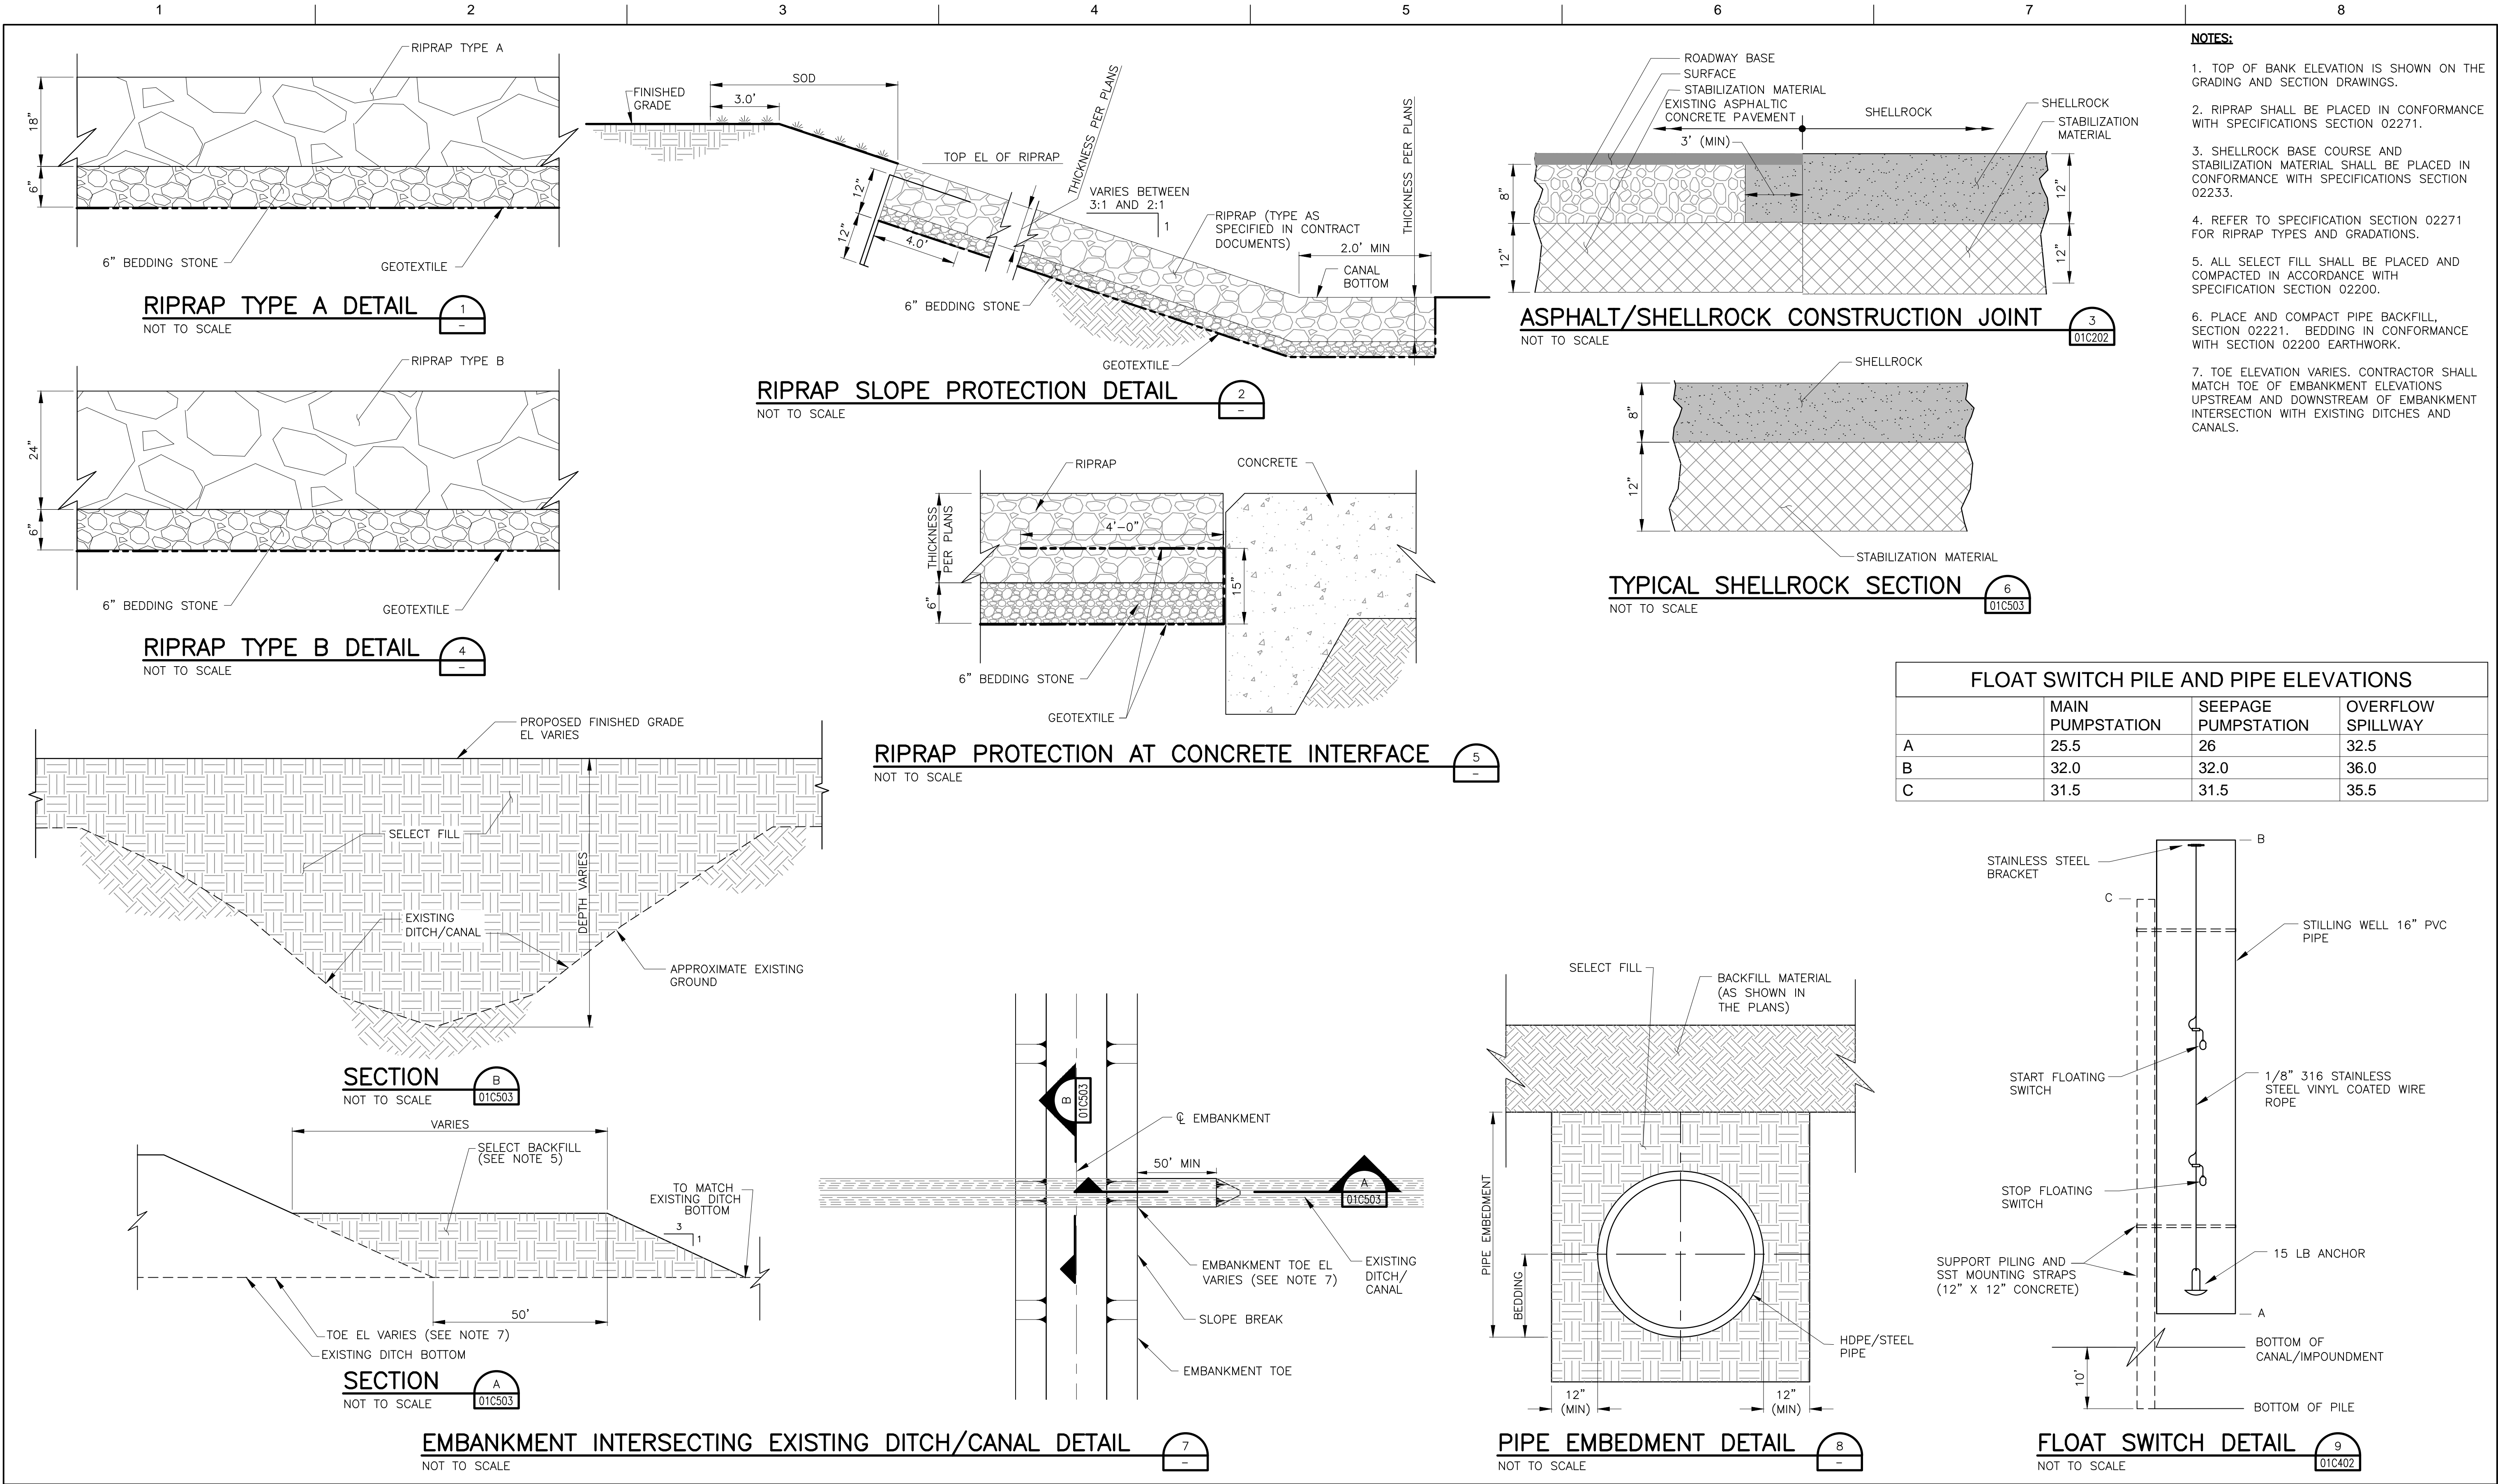 1 2 3 4 5 6 7 8
RIPRAP TYPE A
18"
6"
6" BEDDING STONE
GEOTEXTILE
RIPRAP TYPE A DETAIL
1
-
NOT TO SCALE
FINISHED
GRADE
SOD
3.0'
TOP EL OF RIPRAP
THICKNESS PER PLANS
12"
12"
4.0'
VARIES BETWEEN
3:1 AND 2:1
1
RIPRAP (TYPE AS
SPECIFIED IN CONTRACT
DOCUMENTS)
THICKNESS PER PLANS
2.0' MIN
CANAL
BOTTOM
6" BEDDING STONE
GEOTEXTILE
RIPRAP SLOPE PROTECTION DETAIL
2
-
NOT TO SCALE
ROADWAY BASE
SURFACE
STABILIZATION MATERIAL
EXISTING ASPHALTIC
CONCRETE PAVEMENT
SHELLROCK
SHELLROCK
STABILIZATION
MATERIAL
3' (MIN)
8"
12"
12"
12"
ASPHALT/SHELLROCK CONSTRUCTION JOINT
3
01C202
NOT TO SCALE
NOTES:
1. TOP OF BANK ELEVATION IS SHOWN ON THE
GRADING AND SECTION DRAWINGS.
2. RIPRAP SHALL BE PLACED IN CONFORMANCE
WITH SPECIFICATIONS SECTION 02271.
3. SHELLROCK BASE COURSE AND
STABILIZATION MATERIAL SHALL BE PLACED IN
CONFORMANCE WITH SPECIFICATIONS SECTION
02233.
4. REFER TO SPECIFICATION SECTION 02271
FOR RIPRAP TYPES AND GRADATIONS.
5. ALL SELECT FILL SHALL BE PLACED AND
COMPACTED IN ACCORDANCE WITH
SPECIFICATION SECTION 02200.
6. PLACE AND COMPACT PIPE BACKFILL,
SECTION 02221. BEDDING IN CONFORMANCE
WITH SECTION 02200 EARTHWORK.
7. TOE ELEVATION VARIES. CONTRACTOR SHALL
MATCH TOE OF EMBANKMENT ELEVATIONS
UPSTREAM AND DOWNSTREAM OF EMBANKMENT
INTERSECTION WITH EXISTING DITCHES AND
CANALS.
RIPRAP TYPE B
24"
6"
6" BEDDING STONE
GEOTEXTILE
RIPRAP TYPE B DETAIL
4
-
NOT TO SCALE
RIPRAP
CONCRETE
THICKNESS
PER PLANS
4'-0"
15"
6"
6" BEDDING STONE
GEOTEXTILE
RIPRAP PROTECTION AT CONCRETE INTERFACE
5
-
NOT TO SCALE
SHELLROCK
8"
12"
STABILIZATION MATERIAL
TYPICAL SHELLROCK SECTION
6
01C503
NOT TO SCALE
FLOAT SWITCH PILE AND PIPE ELEVATIONS
MAIN PUMPSTATION SEEPAGE PUMPSTATION OVERFLOW SPILLWAY
A 25.5 26 32.5
B 32.0 32.0 36.0
C 31.5 31.5 35.5
PROPOSED FINISHED GRADE
EL VARIES
SELECT FILL
DEPTH VARIES
EXISTING
DITCH/CANAL
APPROXIMATE EXISTING
GROUND
SECTION
B
01C503
NOT TO SCALE
VARIES
SELECT BACKFILL
(SEE NOTE 5)
TO MATCH
EXISTING DITCH
BOTTOM
3
1
50'
TOE EL VARIES (SEE NOTE 7)
EXISTING DITCH BOTTOM
SECTION
A
01C503
NOT TO SCALE
B
01C503
℄ EMBANKMENT
50' MIN
A
01C503
EMBANKMENT TOE EL
VARIES (SEE NOTE 7)
EXISTING
DITCH/
CANAL
SLOPE BREAK
EMBANKMENT TOE
EMBANKMENT INTERSECTING EXISTING DITCH/CANAL DETAIL
7
-
NOT TO SCALE
SELECT FILL
BACKFILL MATERIAL
(AS SHOWN IN
THE PLANS)
PIPE EMBEDMENT
BEDDING
HDPE/STEEL
PIPE
12"
(MIN)
12"
(MIN)
PIPE EMBEDMENT DETAIL
8
-
NOT TO SCALE
B
STAINLESS STEEL
BRACKET
C
STILLING WELL 16" PVC
PIPE
START FLOATING
SWITCH
1/8" 316 STAINLESS
STEEL VINYL COATED WIRE
ROPE
STOP FLOATING
SWITCH
SUPPORT PILING AND
SST MOUNTING STRAPS
(12" X 12" CONCRETE)
15 LB ANCHOR
A
BOTTOM OF
CANAL/IMPOUNDMENT
10'
BOTTOM OF PILE
FLOAT SWITCH DETAIL
9
01C402
NOT TO SCALE